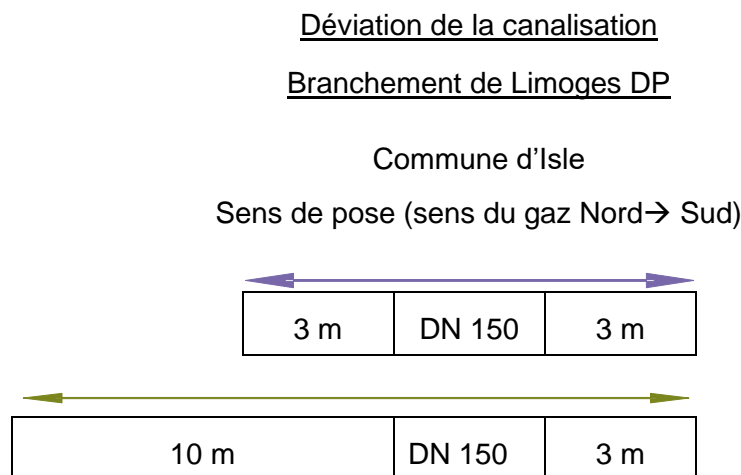 Déviation de la canalisation
Branchement de Limoges DP
Commune d'Isle
Sens de pose (sens du gaz Nord→ Sud)
3 m DN 150 3 m
10 m DN 150 3 m